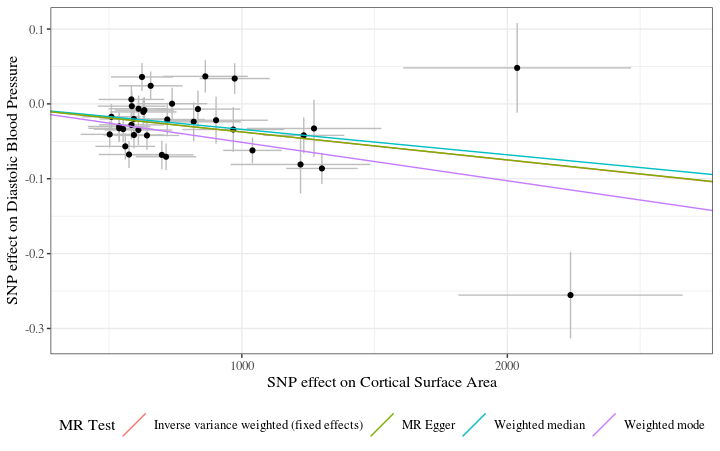 SNP effect on Diastolic Blood Pressure
0.1
0.0
-0.1
-0.2
-0.3
1000
2000
SNP effect on Cortical Surface Area
MR Test
Inverse variance weighted (fixed effects)
MR Egger
Weighted median
Weighted mode